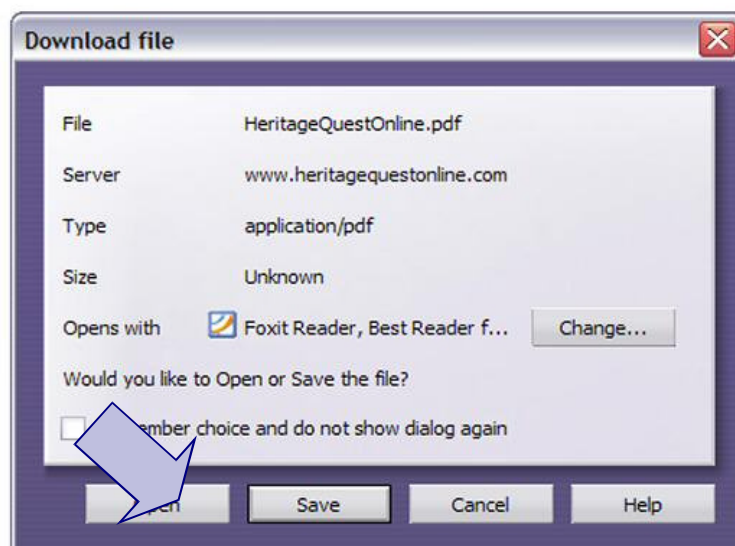 Download file
File HeritageQuestOnline.pdf
Server www.heritagequestonline.com
Type application/pdf
Size Unknown
Opens with Foxit Reader, Best Reader f... Change...
Would you like to Open or Save the file?
choice and do not show dialog again
Save Cancel Help